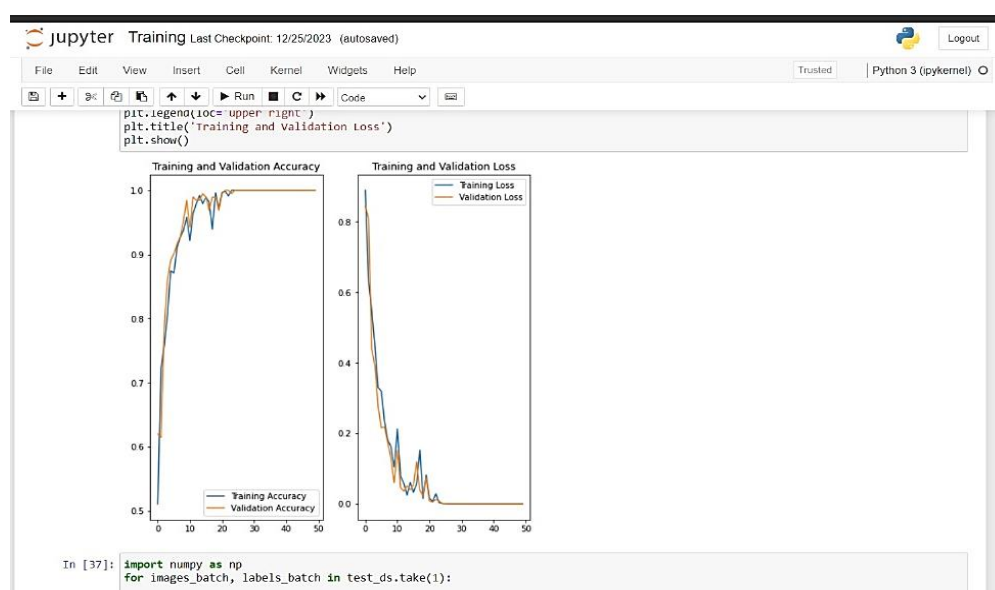 jupyter Training Last Checkpoint: 12/25/2023 (autosaved)
Logout
File Edit View Insert Cell Kernel Widgets Help
Trusted
Python 3 (ipykernel)
Run
Code
plt.legend(loc='upper right')
plt.title('Training and Validation Loss')
plt.show()
Training and Validation Accuracy
1.0
0.9
0.8
0.7
0.6
0.5
0 10 20 30 40 50
Training Accuracy
Validation Accuracy
Training and Validation Loss
Training Loss
Validation Loss
0.8
0.6
0.4
0.2
0.0
0 10 20 30 40 50
In [37]: import numpy as np
for images_batch, labels_batch in test_ds.take(1):